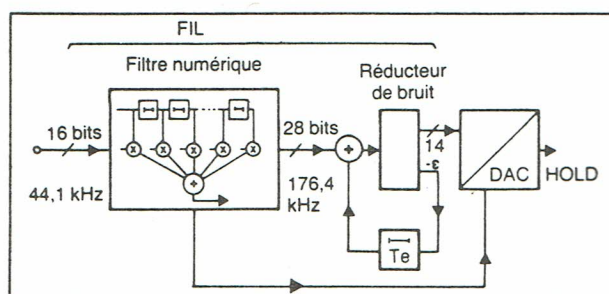 FIL
Filtre numérique
Réducteur
de bruit
16 bits
28 bits
14
-ε
44,1 kHz
176,4
kHz
DAC
HOLD
Te